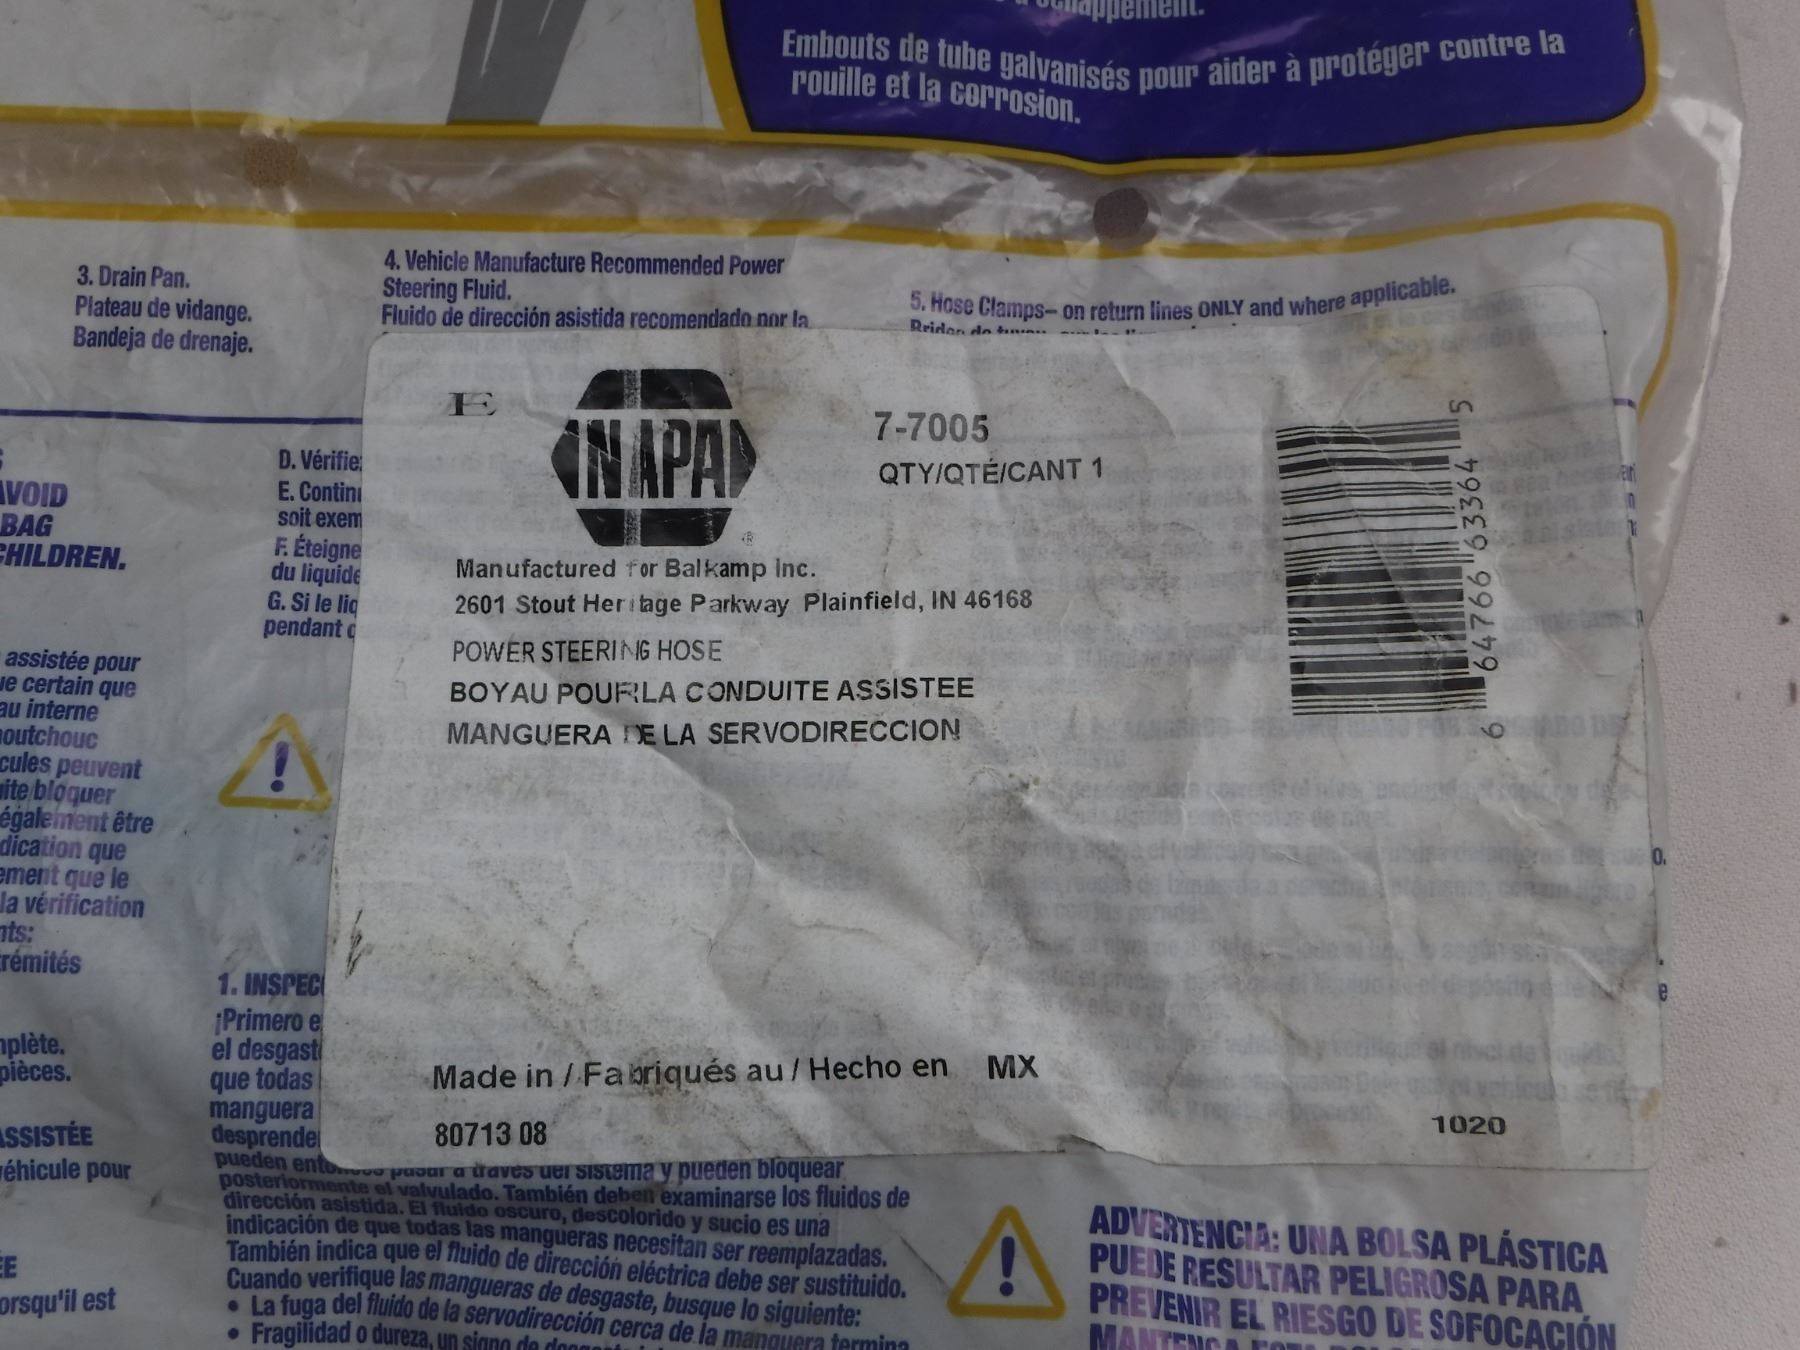 Embouts de tube galvanisés pour aider à protéger contre la
rouille et la corrosion.
3. Drain Pan.
Plateau de vidange.
Bandeja de drenaje.
4. Vehicle Manufacture Recommended Power
Steering Fluid.
Fluido de dirección asistida recomendado por la
5. Hose Clamps– on return lines ONLY and where applicable.
AVOID
BAG
CHILDREN.
D. Vérifie
E. Contin
soit exem
F. Éteigne
du liquide
G. Si le liq
pendant
E
NAPA
®
7-7005
QTY/QTÉ/CANT 1
Manufactured for Balkamp Inc.
2601 Stout Heritage Parkway Plainfield, IN 46168
POWER STEERING HOSE
BOYAU POUR LA CONDUITE ASSISTEE
MANGUERA DE LA SERVODIRECCION
6 64766 63364 5
Made in / Fabriqués au / Hecho en MX
80713 08
1020
assistée pour
ue certain que
au interne
outchouc
cules peuvent
ite bloquer
également être
dication que
ement que le
la vérification
nts:
rémités
mplète.
pièces.
ASSISTÉE
véhicule pour
ÉE
orsqu'il est
1. INSPEC
¡Primero e
el desgast
que todas
manguera
desprende
pueden entonces pasar a través del sistema y pueden bloquear
posteriormente el valvulado. También deben examinarse los fluidos de
dirección asistida. El fluido oscuro, descolorido y sucio es una
indicación de que todas las mangueras necesitan ser reemplazadas.
También indica que el fluido de dirección eléctrica debe ser sustituido.
Cuando verifique las mangueras de desgaste, busque lo siguiente:
• La fuga del fluido de la servodirección cerca de la manguera termina
• Fragilidad o dureza, un signo de
ADVERTENCIA: UNA BOLSA PLÁSTICA
PUEDE RESULTAR PELIGROSA PARA
PREVENIR EL RIESGO DE SOFOCACIÓN